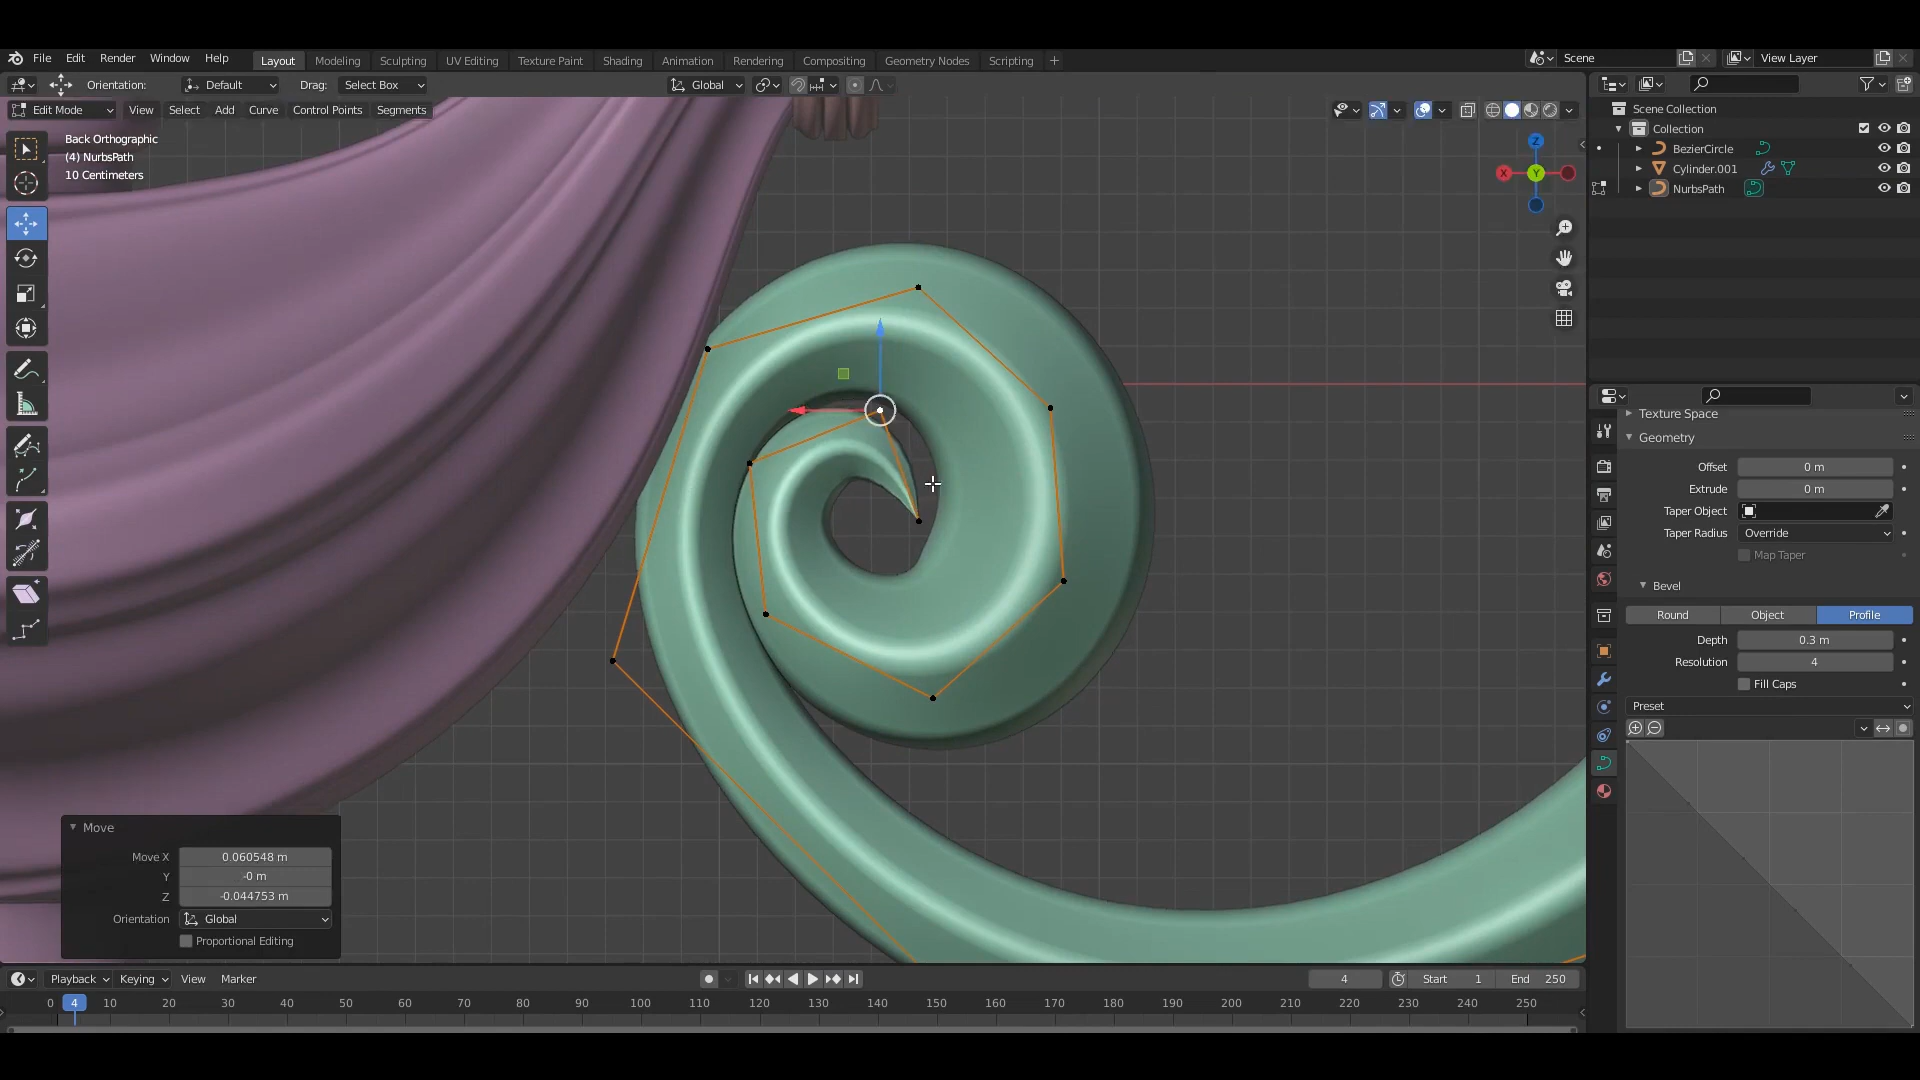 File Edit Render Window Help Layout Modeling Sculpting UV Editing Texture Paint Shading Animation Rendering Compositing Geometry Nodes Scripting + Scene View Layer
Orientation: Default Drag: Select Box Global
Edit Mode View Select Add Curve Control Points Segments
Back Orthographic
(4) NurbsPath
10 Centimeters
Z
X
Y
Scene Collection
Collection
BezierCircle
Cylinder.001
NurbsPath
Texture Space
Geometry
Offset 0 m
Extrude 0 m
Taper Object
Taper Radius Override
Map Taper
Bevel
Round Object Profile
Depth 0.3 m
Resolution 4
Fill Caps
Preset
Move
Move X 0.060548 m
Y -0 m
Z -0.044753 m
Orientation Global
Proportional Editing
Playback Keying View Marker 4 Start 1 End 250
0 4 10 20 30 40 50 60 70 80 90 100 110 120 130 140 150 160 170 180 190 200 210 220 230 240 250